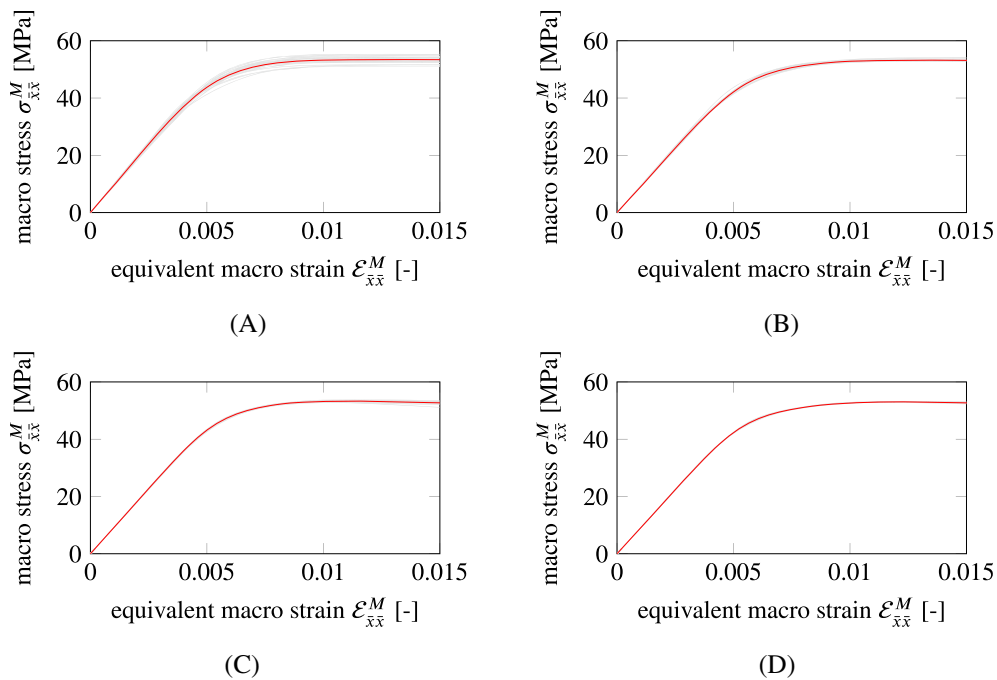 60
40
20
0
macro stress σ^M_x̄x̄ [MPa]
0 0.005 0.01 0.015
equivalent macro strain ℰ^M_x̄x̄ [-]
(A)
60
40
20
0
macro stress σ^M_x̄x̄ [MPa]
0 0.005 0.01 0.015
equivalent macro strain ℰ^M_x̄x̄ [-]
(B)
60
40
20
0
macro stress σ^M_x̄x̄ [MPa]
0 0.005 0.01 0.015
equivalent macro strain ℰ^M_x̄x̄ [-]
(C)
60
40
20
0
macro stress σ^M_x̄x̄ [MPa]
0 0.005 0.01 0.015
equivalent macro strain ℰ^M_x̄x̄ [-]
(D)